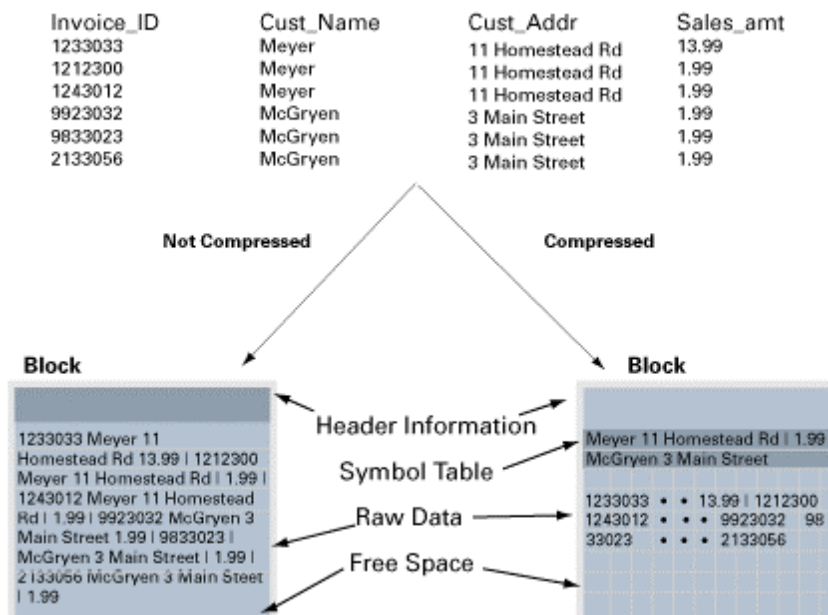 Invoice_ID Cust_Name Cust_Addr Sales_amt
1233033 Meyer 11 Homestead Rd 13.99
1212300 Meyer 11 Homestead Rd 1.99
1243012 Meyer 11 Homestead Rd 1.99
9923032 McGryen 3 Main Street 1.99
9833023 McGryen 3 Main Street 1.99
2133056 McGryen 3 Main Street 1.99
Not Compressed
Compressed
Block
1233033 Meyer 11
Homestead Rd 13.99 | 1212300
Meyer 11 Homestead Rd | 1.99 |
1243012 Meyer 11 Homestead
Rd | 1.99 | 9923032 McGryen 3
Main Street 1.99 | 9833023 |
McGryen 3 Main Street | 1.99 |
2133056 McGryen 3 Main Steet
| 1.99
Header Information
Symbol Table
Raw Data
Free Space
Block
Meyer 11 Homestead Rd | 1.99
McGryen 3 Main Street
1233033 • • 13.99 | 1212300
1243012 • • • 9923032 98
33023 • • • 2133056